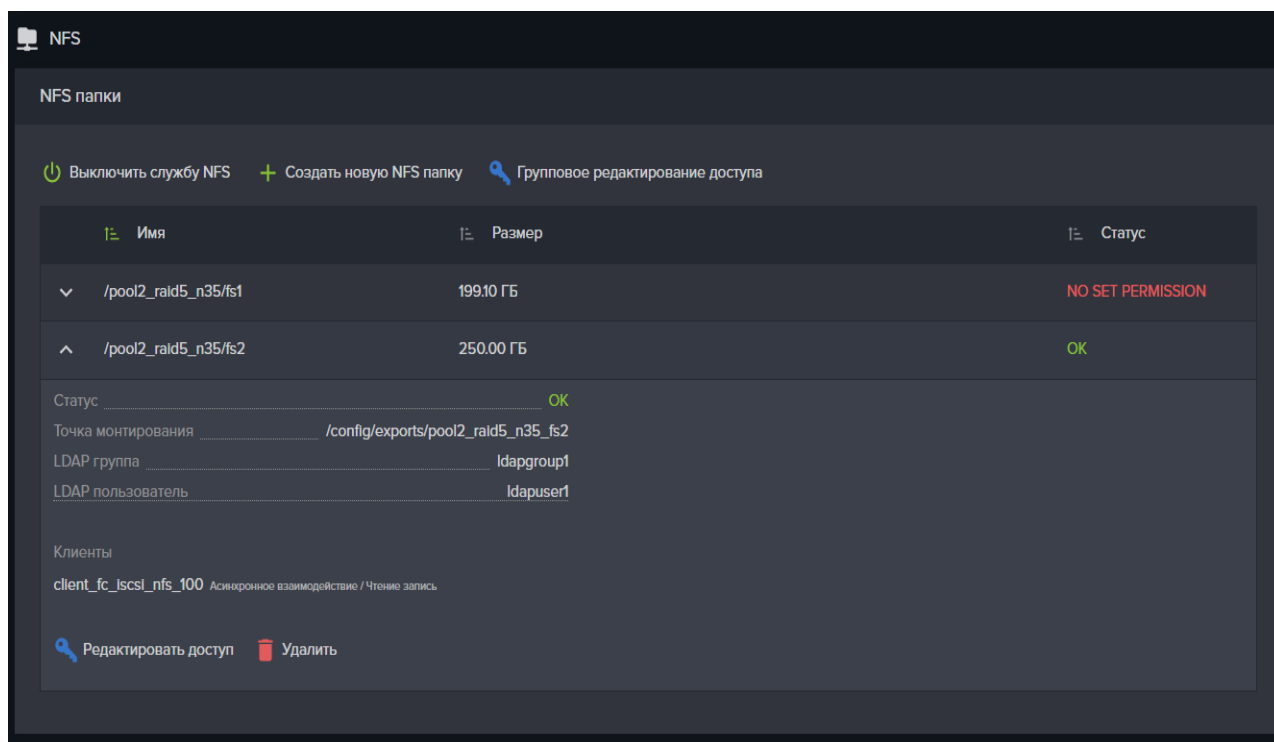 NFS
NFS папки
Выключить службу NFS Создать новую NFS папку Групповое редактирование доступа
Имя Размер Статус
/pool2_raid5_n35/fs1 199.10 ГБ NO SET PERMISSION
/pool2_raid5_n35/fs2 250.00 ГБ OK
Статус OK
Точка монтирования /config/exports/pool2_raid5_n35_fs2
LDAP группа ldapgroup1
LDAP пользователь ldapuser1
Клиенты
client_fc_iscsi_nfs_100 Асинхронное взаимодействие / Чтение запись
Редактировать доступ Удалить